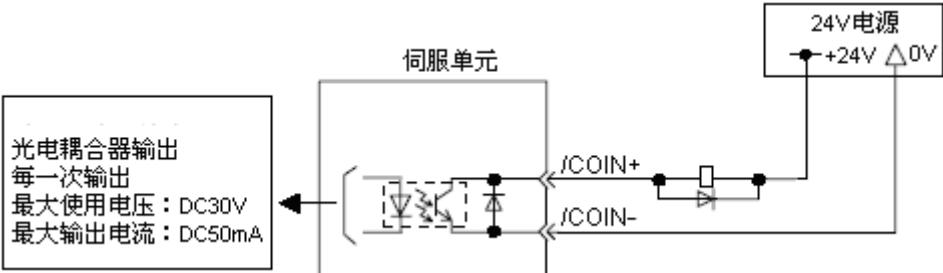 24V电源
+24V
0V
伺服单元
光电耦合器输出
每一次输出
最大使用电压：DC30V
最大输出电流：DC50mA
/COIN+
/COIN-